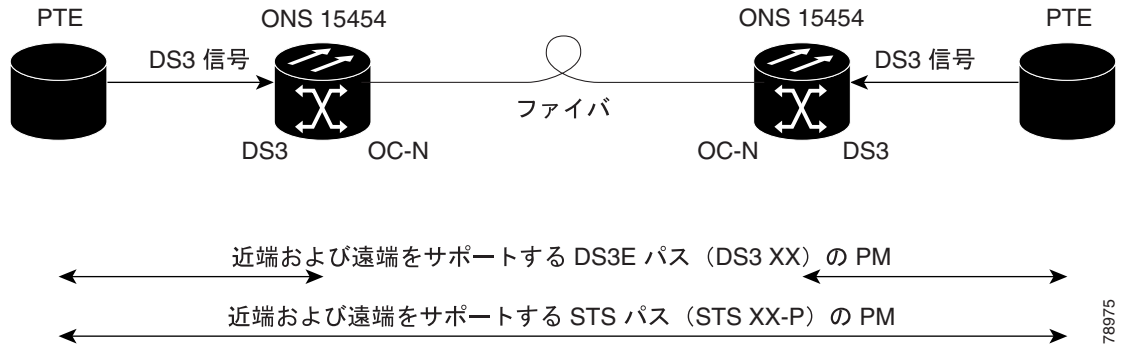 PTE
ONS 15454
ONS 15454
PTE
DS3 信号
DS3 信号
ファイバ
DS3
OC-N
OC-N
DS3
近端および遠端をサポートする DS3E パス（DS3 XX）の PM
近端および遠端をサポートする STS パス（STS XX-P）の PM
78975